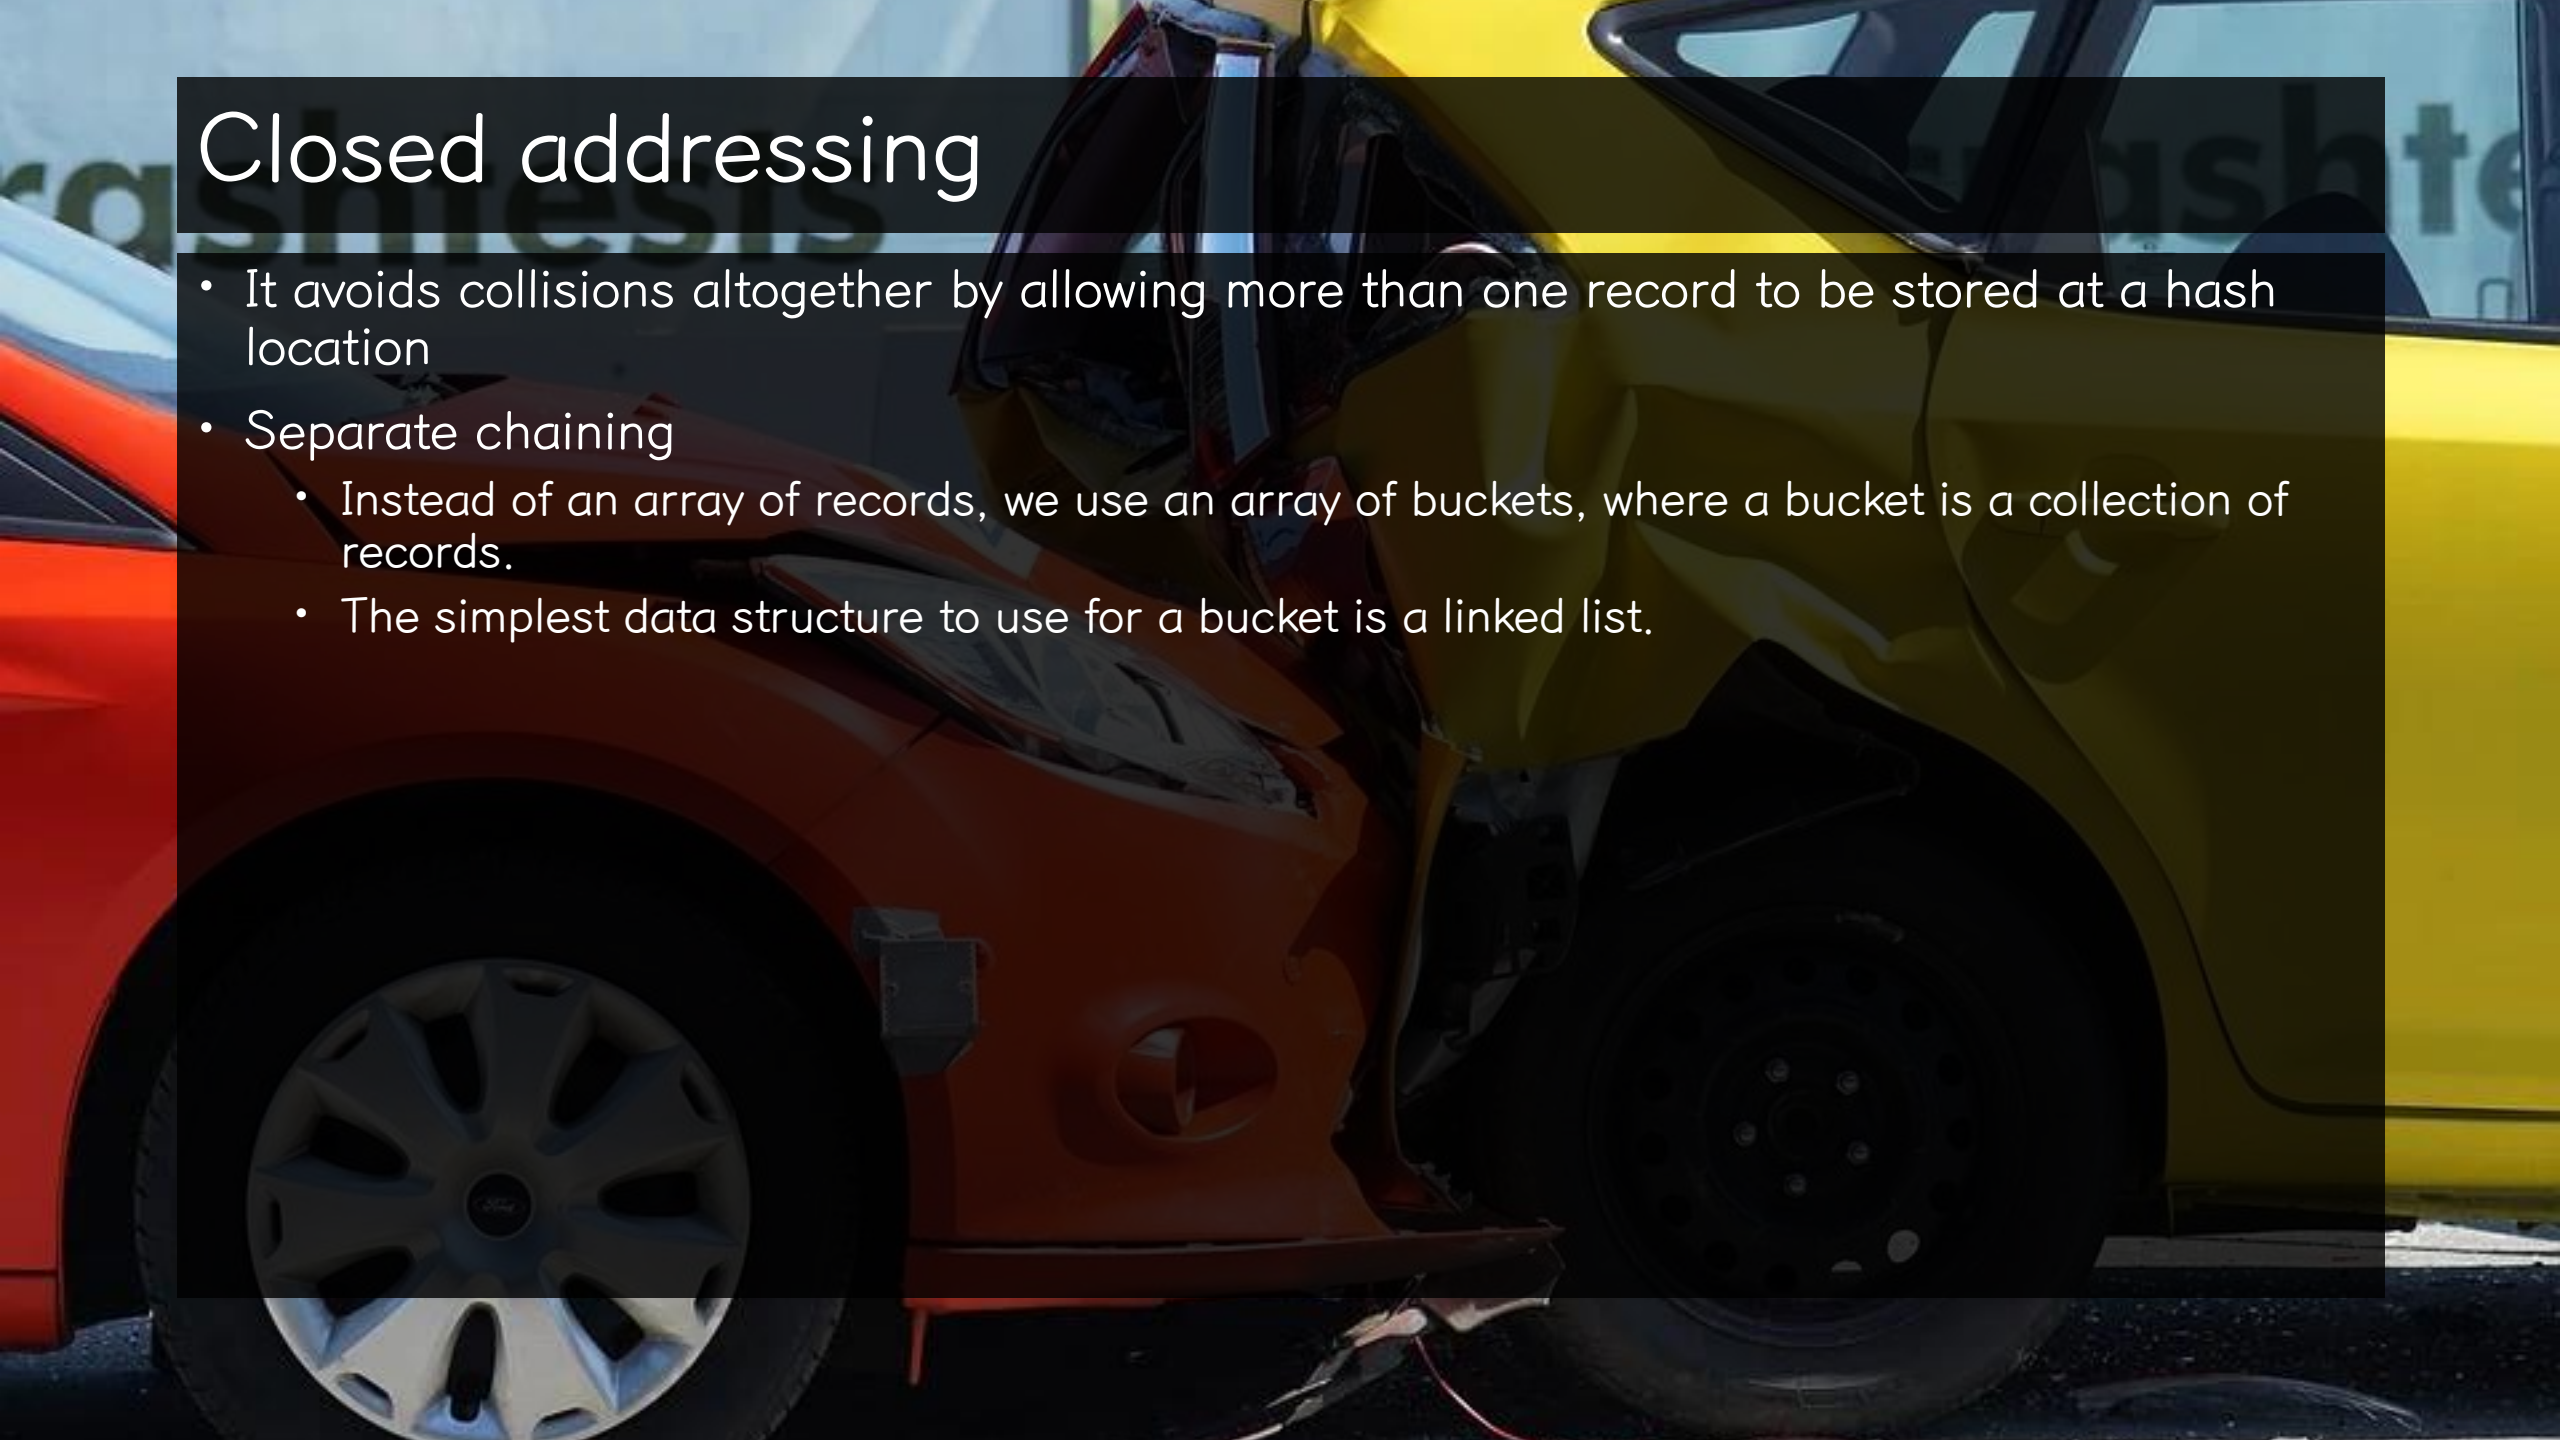 Closed addressing
• It avoids collisions altogether by allowing more than one record to be stored at a hash
location
• Separate chaining
• Instead of an array of records, we use an array of buckets, where a bucket is a collection of
records.
• The simplest data structure to use for a bucket is a linked list.